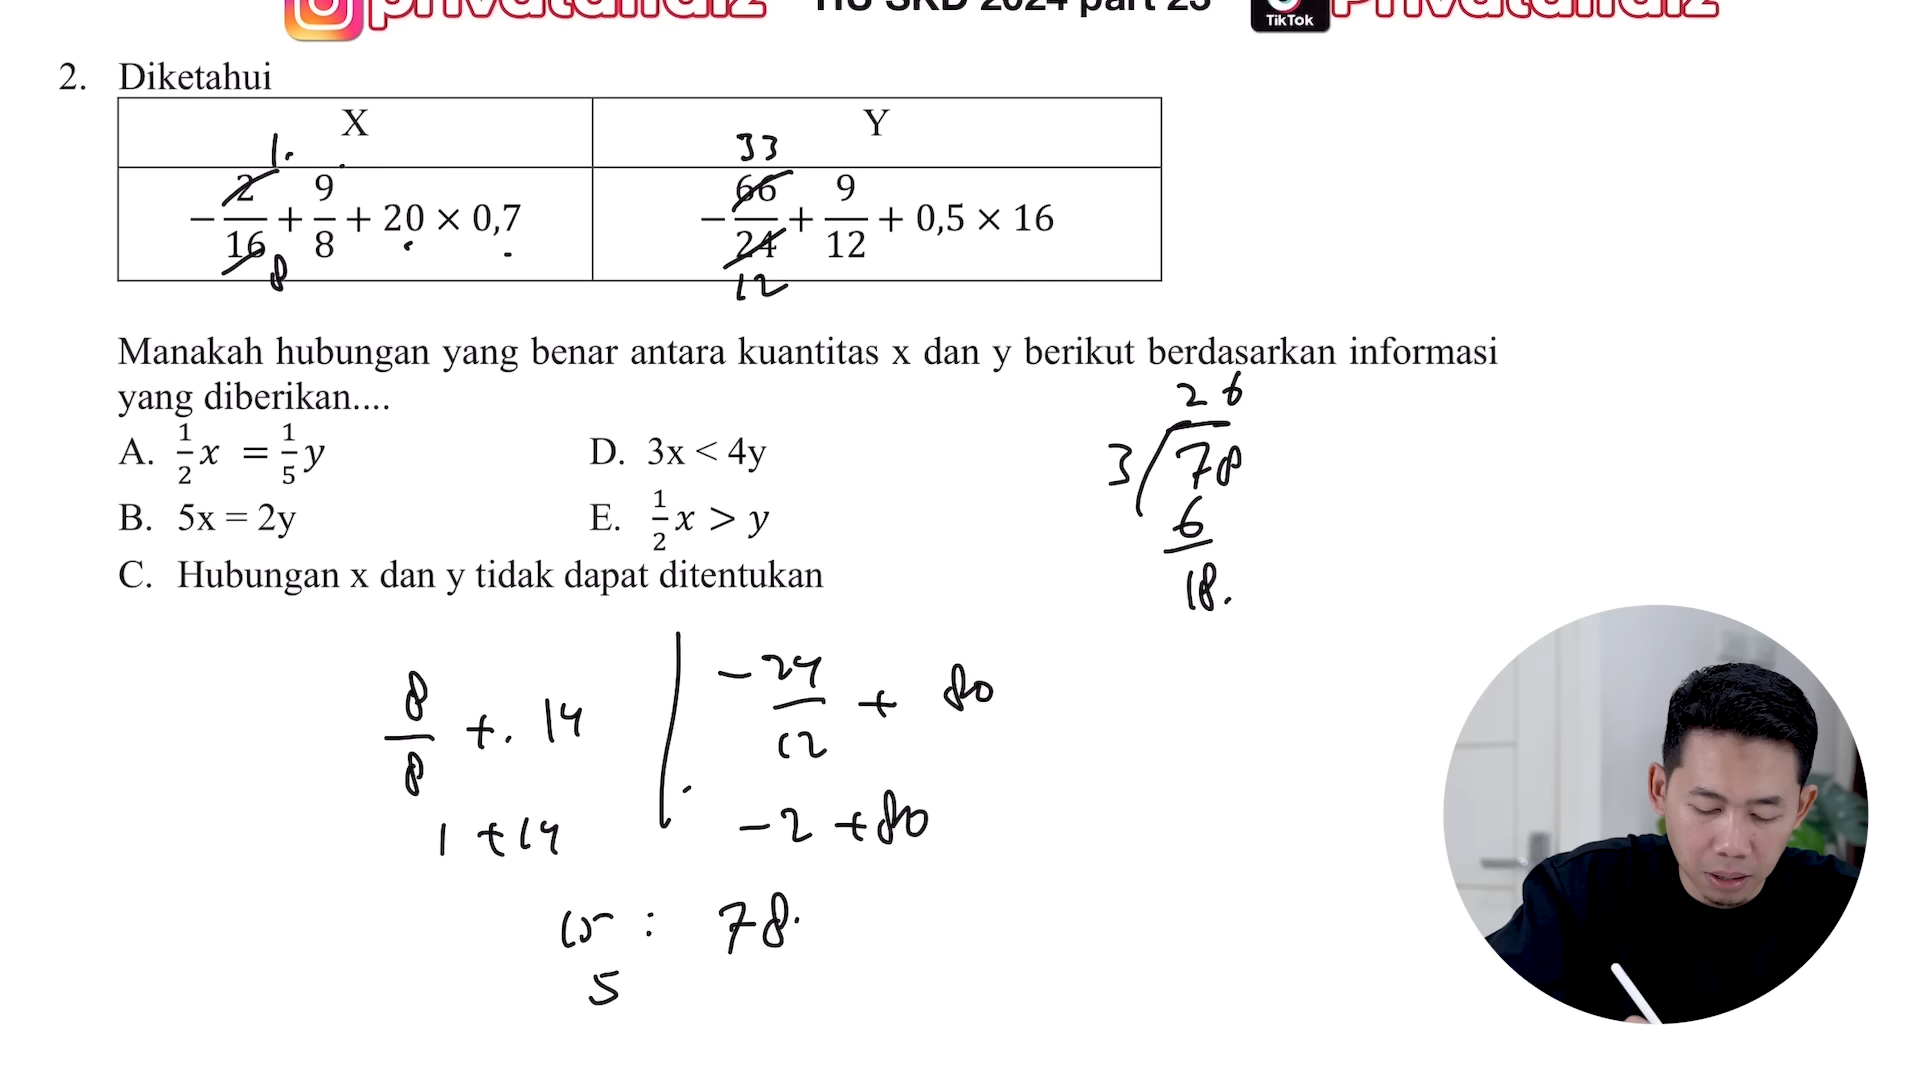 privatalfaiz TIU SKD 2024 part 23 TikTok Privatalfaiz
2. Diketahui
X Y
1. 33
-2/16 + 9/8 + 20 × 0,7
-66/24 + 9/12 + 0,5 × 16
8 12
Manakah hubungan yang benar antara kuantitas x dan y berikut berdasarkan informasi
yang diberikan....
A. 1/2 x = 1/5 y
D. 3x < 4y
B. 5x = 2y
E. 1/2 x > y
C. Hubungan x dan y tidak dapat ditentukan
26
3/78
6
18.
8/8 +. 14
-24/12 + 80
1 + 14
-2 + 80
15 : 78.
5